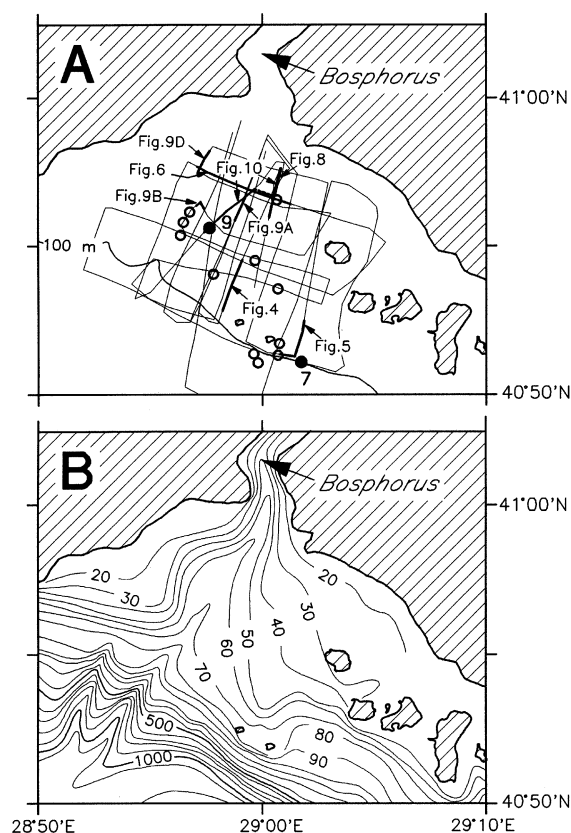 A
Bosphorus
41°00'N
Fig.9D
Fig.8
Fig.10
Fig.6
Fig.9B
9
Fig.9A
100 m
Fig.4
Fig.5
7
40°50'N
B
Bosphorus
41°00'N
20
20
30
30
40
50
60
70
80
500
90
1000
40°50'N
28°50'E
29°00'E
29°10'E